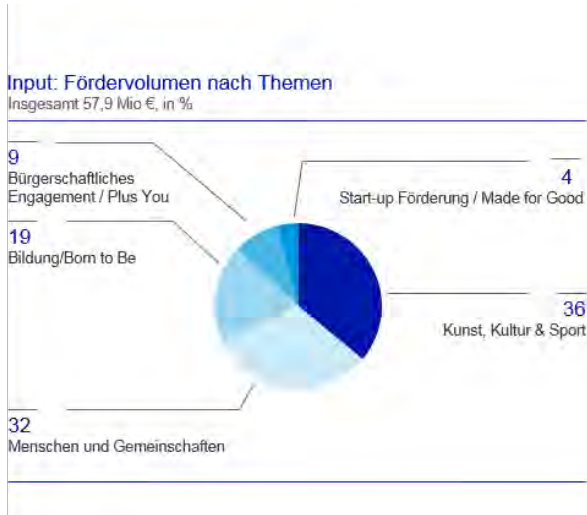 Input: Fördervolumen nach Themen
Insgesamt 57,9 Mio €, in %
9
Bürgerschaftliches
Engagement / Plus You
4
Start-up Förderung / Made for Good
19
Bildung/Born to Be
36
Kunst, Kultur & Sport
32
Menschen und Gemeinschaften